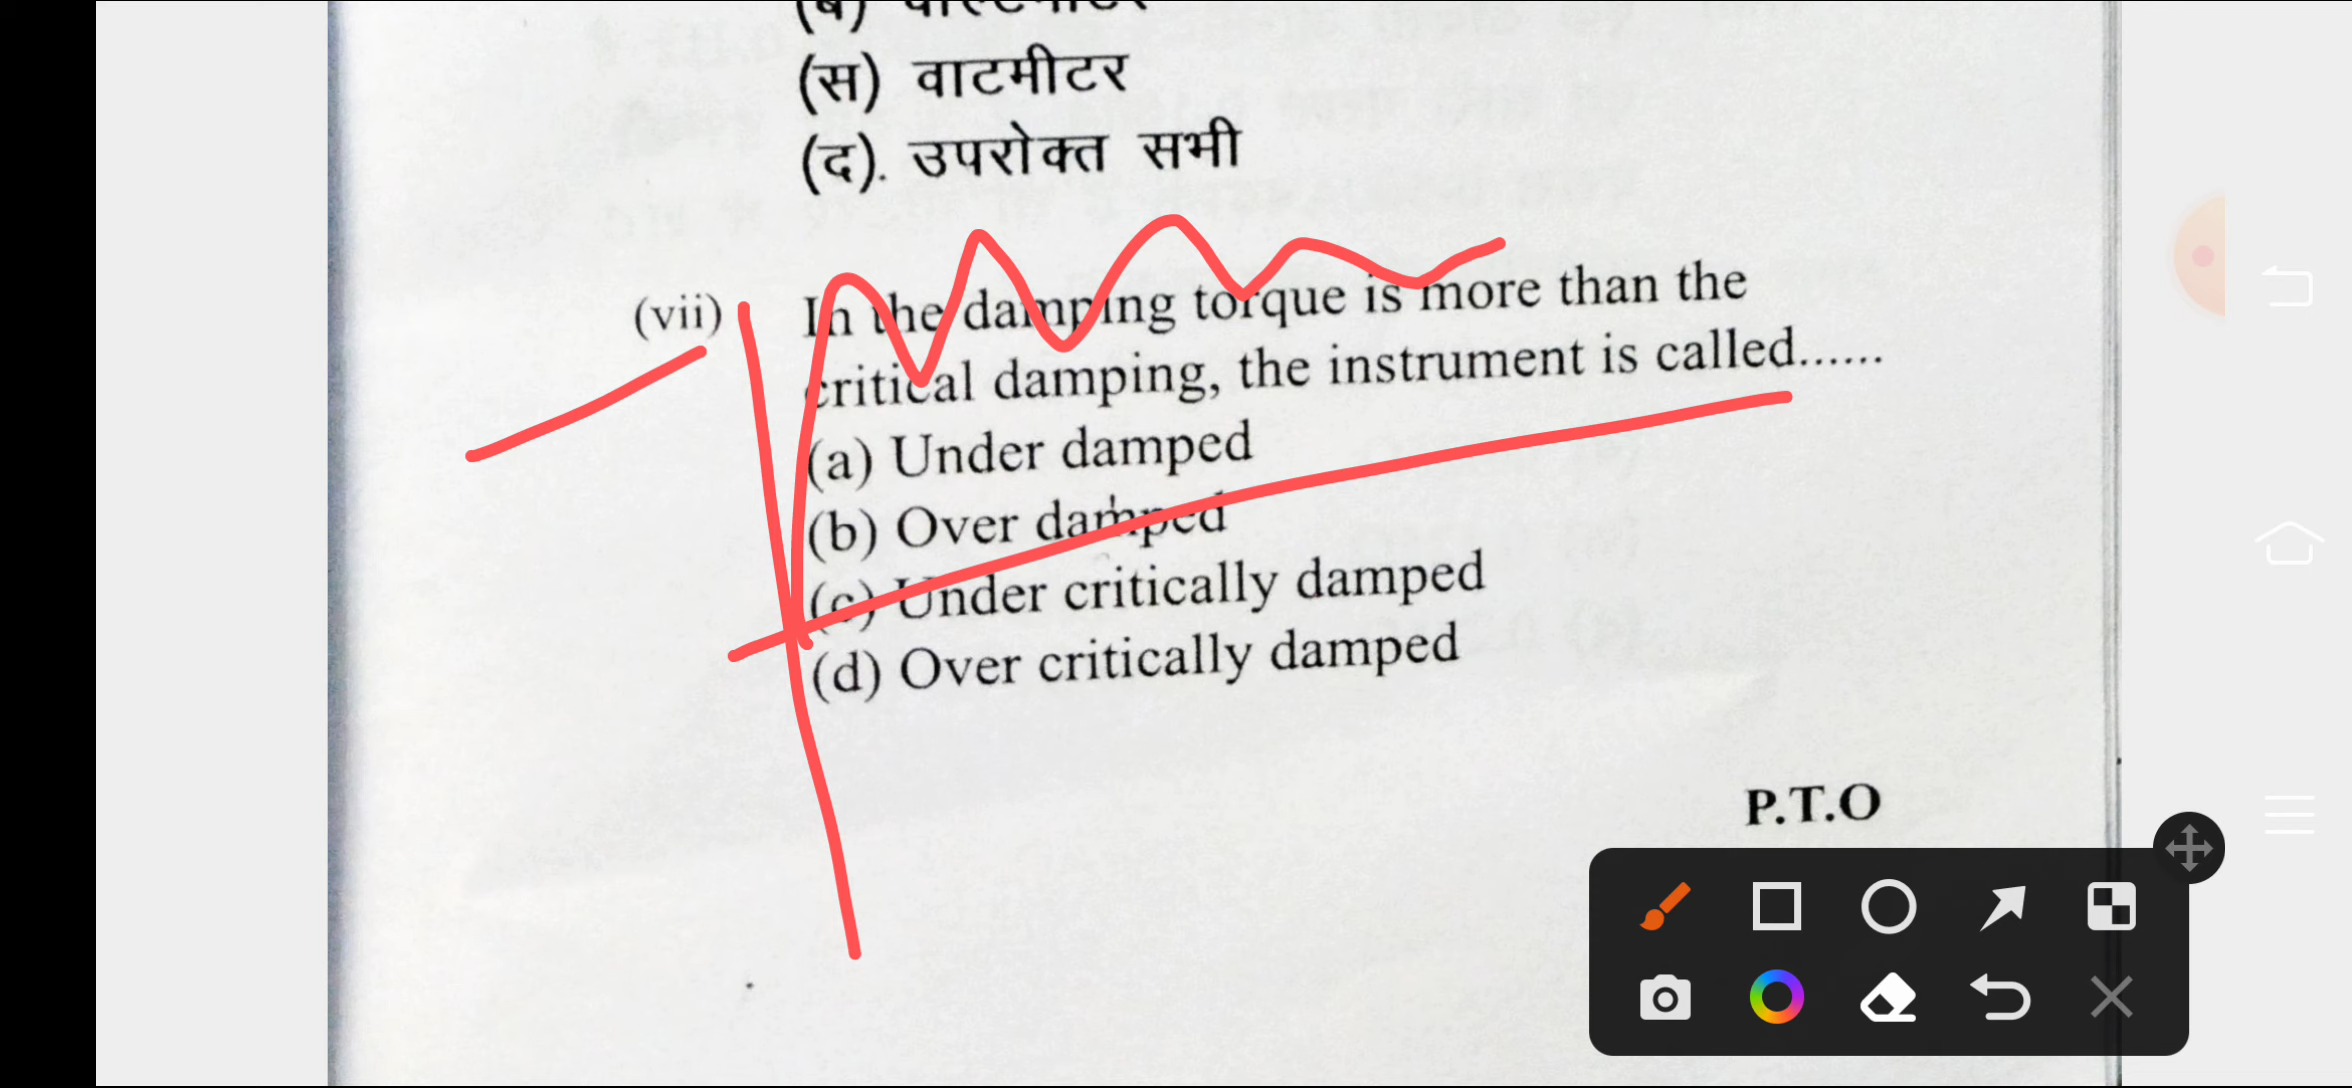 (स) वाटमीटर
(द). उपरोक्त सभी
(vii) In the damping torque is more than the
critical damping, the instrument is called......
(a) Under damped
(b) Over damped
(c) Under critically damped
(d) Over critically damped
P.T.O